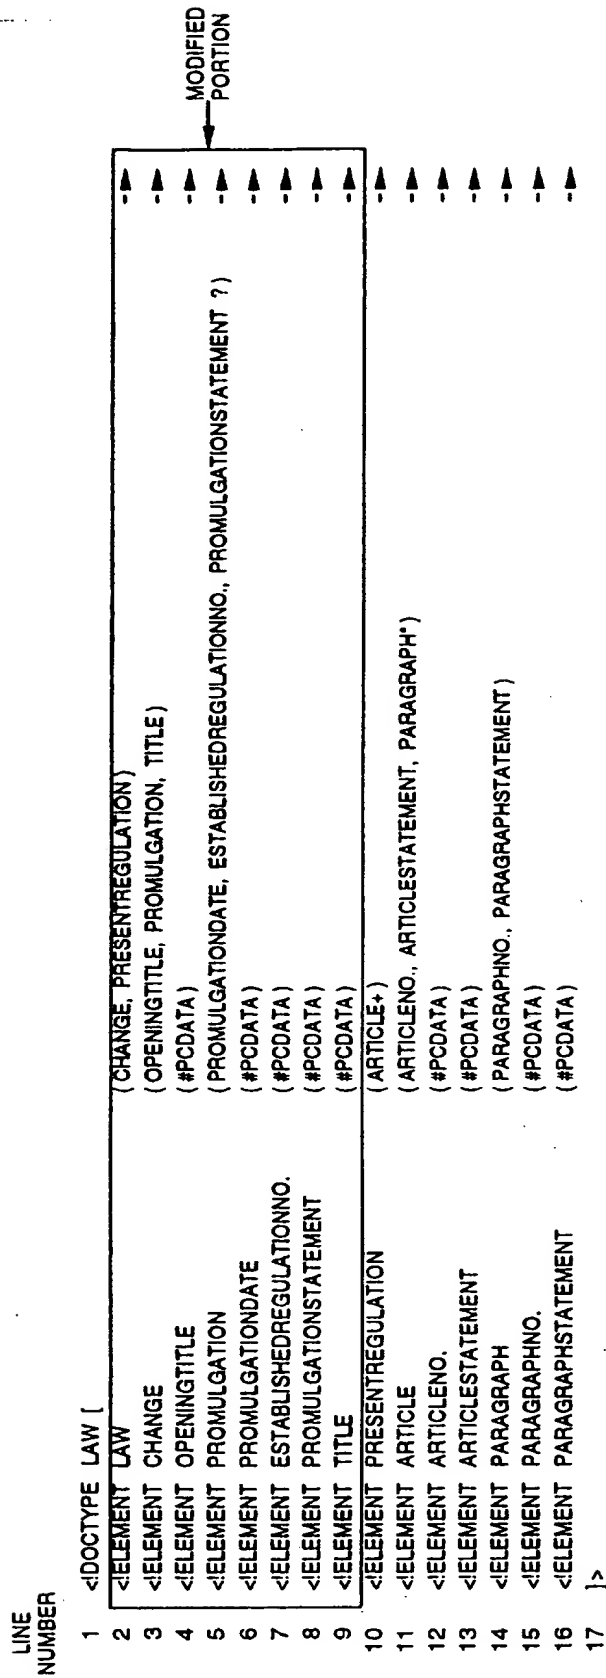 LINE
NUMBER
1 <!DOCTYPE LAW [
2 <!ELEMENT LAW (CHANGE, PRESENTREGULATION)
3 <!ELEMENT CHANGE (OPENINGTITLE, PROMULGATION, TITLE)
4 <!ELEMENT OPENINGTITLE (#PCDATA)
5 <!ELEMENT PROMULGATION (PROMULGATIONDATE, ESTABLISHEDREGULATIONNO., PROMULGATIONSTATEMENT ?)
6 <!ELEMENT PROMULGATIONDATE (#PCDATA)
7 <!ELEMENT ESTABLISHEDREGULATIONNO. (#PCDATA)
8 <!ELEMENT PROMULGATIONSTATEMENT (#PCDATA)
9 <!ELEMENT TITLE (#PCDATA)
10 <!ELEMENT PRESENTREGULATION (ARTICLE+)
11 <!ELEMENT ARTICLE (ARTICLENO., ARTICLESTATEMENT, PARAGRAPH*)
12 <!ELEMENT ARTICLENO. (#PCDATA)
13 <!ELEMENT ARTICLESTATEMENT (#PCDATA)
14 <!ELEMENT PARAGRAPH (PARAGRAPHNO., PARAGRAPHSTATEMENT)
15 <!ELEMENT PARAGRAPHNO. (#PCDATA)
16 <!ELEMENT PARAGRAPHSTATEMENT (#PCDATA)
17 ]>
MODIFIED
PORTION